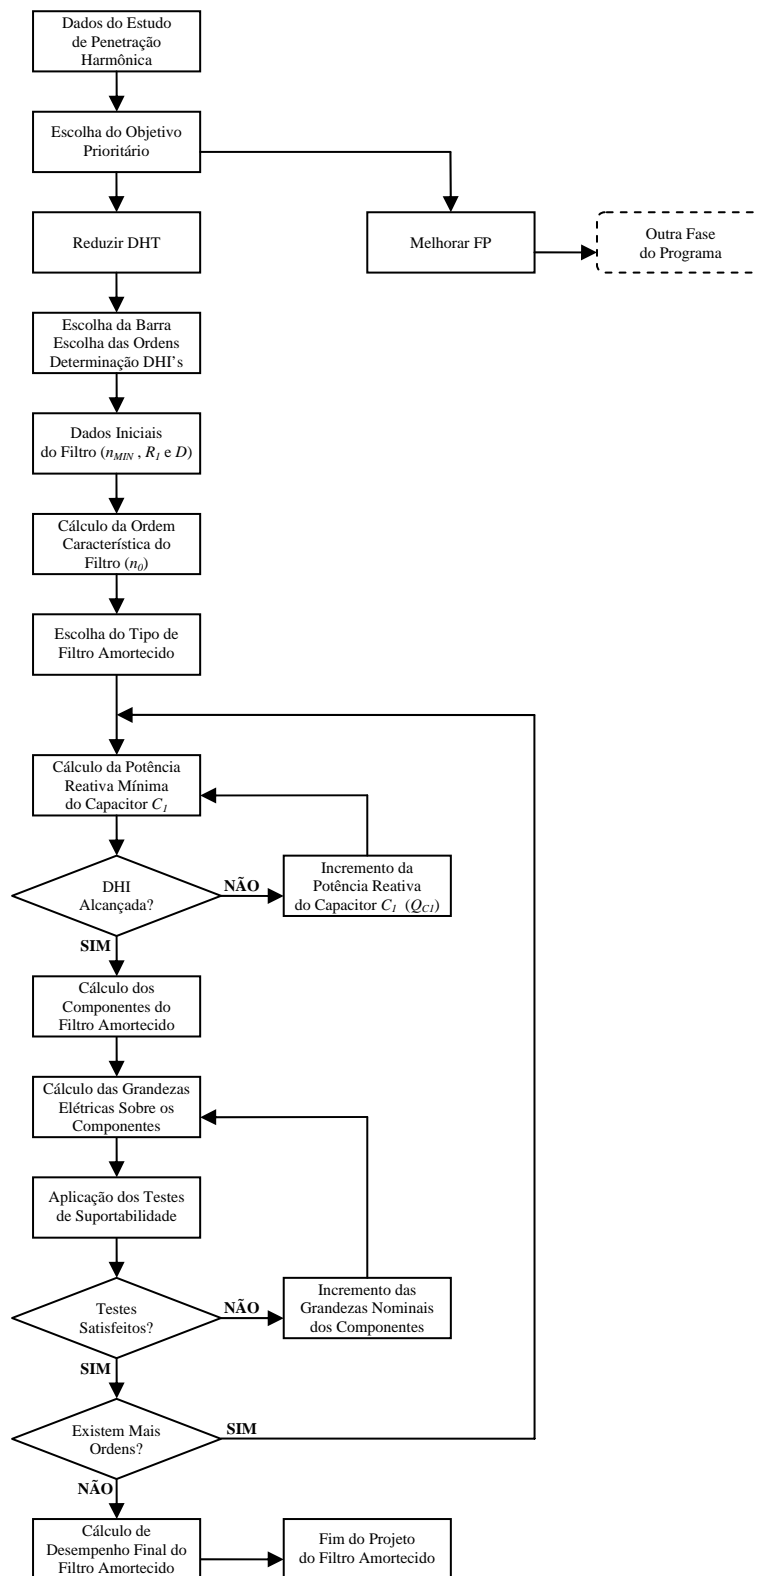 Dados do Estudo
de Penetração
Harmônica
Escolha do Objetivo
Prioritário
Reduzir DHT
Melhorar FP
Outra Fase
do Programa
Escolha da Barra
Escolha das Ordens
Determinação DHI's
Dados Iniciais
do Filtro (nMIN , R1 e D)
Cálculo da Ordem
Característica do
Filtro (n0)
Escolha do Tipo de
Filtro Amortecido
Cálculo da Potência
Reativa Mínima
do Capacitor C1
DHI
Alcançada?
NÃO
Incremento da
Potência Reativa
do Capacitor C1 (QC1)
SIM
Cálculo dos
Componentes do
Filtro Amortecido
Cálculo das Grandezas
Elétricas Sobre os
Componentes
Aplicação dos Testes
de Suportabilidade
Testes
Satisfeitos?
NÃO
Incremento das
Grandezas Nominais
dos Componentes
SIM
Existem Mais
Ordens?
SIM
NÃO
Cálculo de
Desempenho Final do
Filtro Amortecido
Fim do Projeto
do Filtro Amortecido